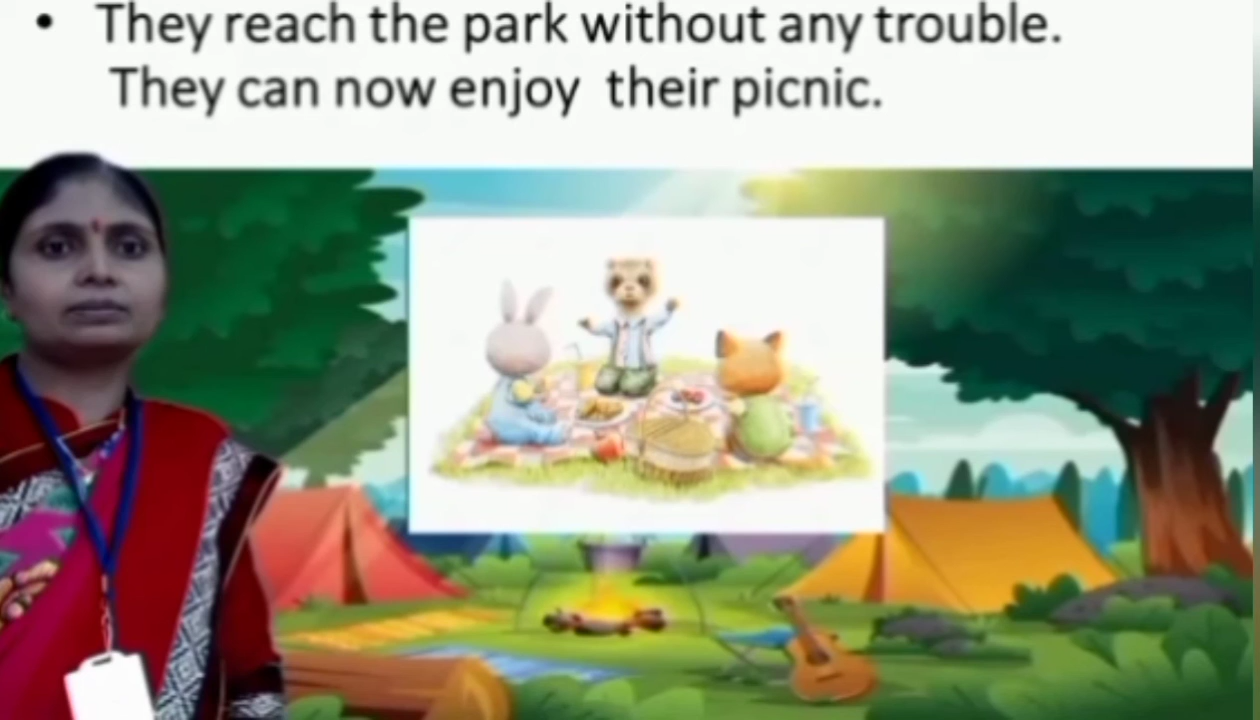 • They reach the park without any trouble.
They can now enjoy their picnic.